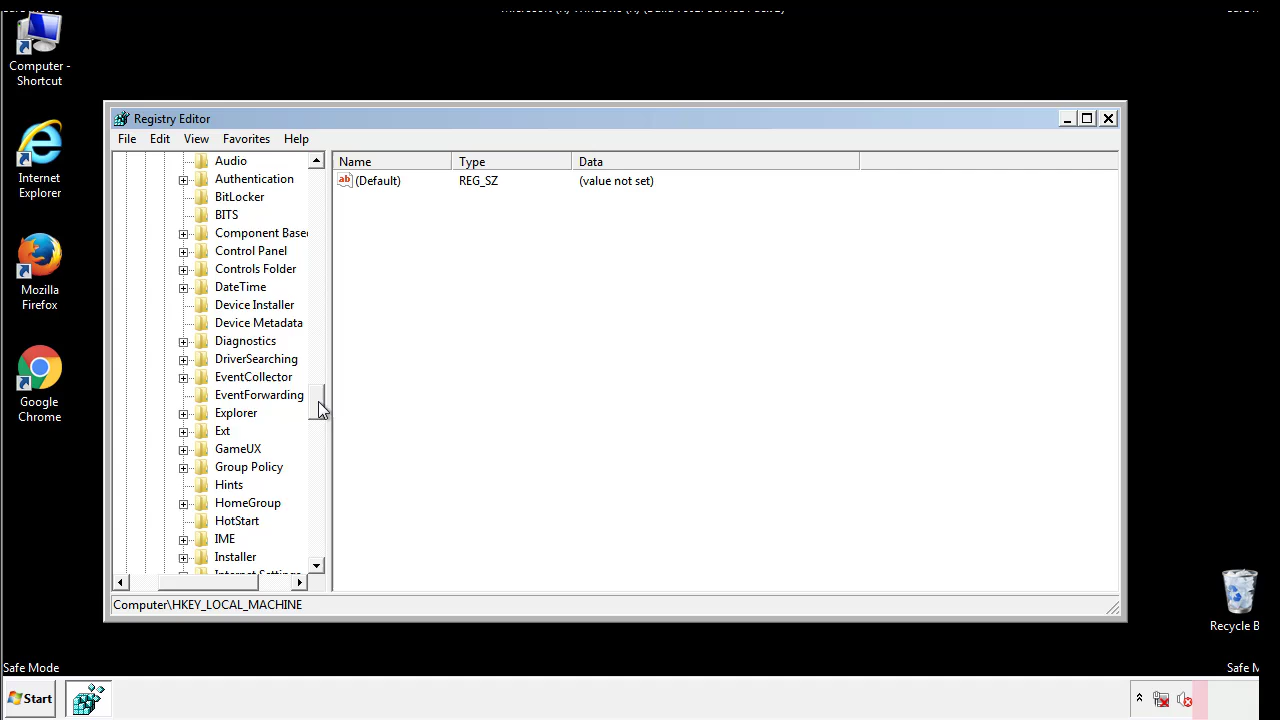 Computer -
Shortcut
Internet
Explorer
Mozilla
Firefox
Google
Chrome
Registry Editor
File Edit View Favorites Help
Audio
Authentication
BitLocker
BITS
Component Base
Control Panel
Controls Folder
DateTime
Device Installer
Device Metadata
Diagnostics
DriverSearching
EventCollector
EventForwarding
Explorer
Ext
GameUX
Group Policy
Hints
HomeGroup
HotStart
IME
Installer
Internet Settings
Name Type Data
ab (Default) REG_SZ (value not set)
Computer\HKEY_LOCAL_MACHINE
Recycle B
Safe Mode
Safe M
Start